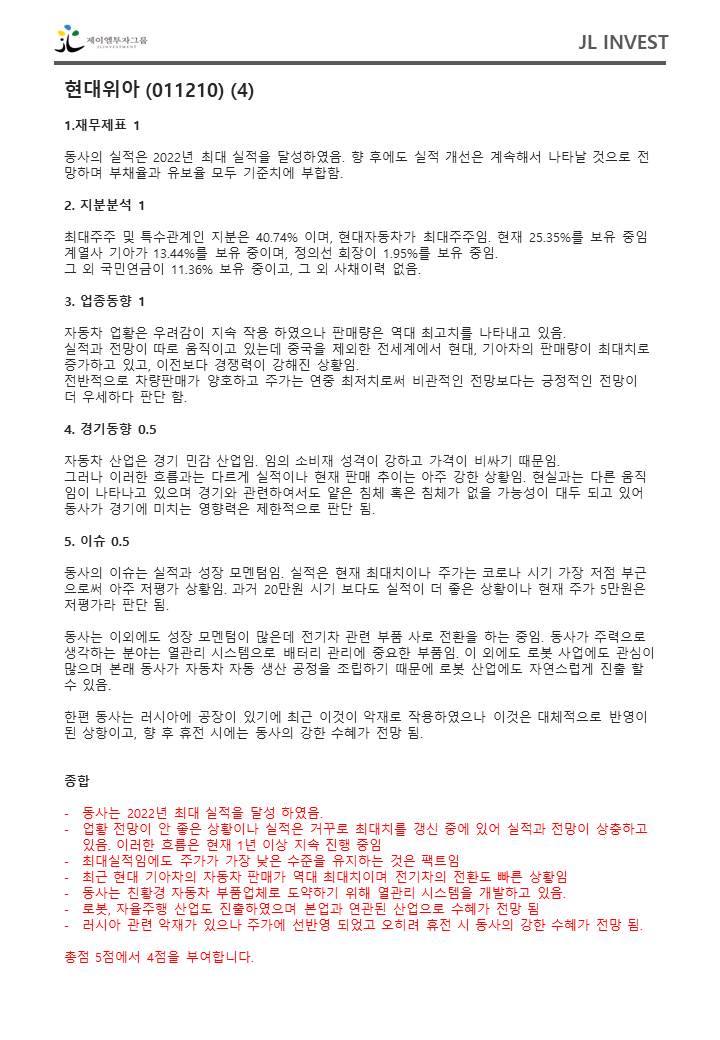 제이엘투자그룹
JLINVESTMENT
JL INVEST
현대위아 (011210) (4)
1.재무제표 1
동사의 실적은 2022년 최대 실적을 달성하였음. 향 후에도 실적 개선은 계속해서 나타날 것으로 전
망하며 부채율과 유보율 모두 기준치에 부합함.
2. 지분분석 1
최대주주 및 특수관계인 지분은 40.74% 이며, 현대자동차가 최대주주임. 현재 25.35%를 보유 중임
계열사 기아가 13.44%를 보유 중이며, 정의선 회장이 1.95%를 보유 중임.
그 외 국민연금이 11.36% 보유 중이고, 그 외 사채이력 없음.
3. 업종동향 1
자동차 업황은 우려감이 지속 작용 하였으나 판매량은 역대 최고치를 나타내고 있음.
실적과 전망이 따로 움직이고 있는데 중국을 제외한 전세계에서 현대, 기아차의 판매량이 최대치로
증가하고 있고, 이전보다 경쟁력이 강해진 상황임.
전반적으로 차량판매가 양호하고 주가는 연중 최저치로써 비관적인 전망보다는 긍정적인 전망이
더 우세하다 판단 함.
4. 경기동향 0.5
자동차 산업은 경기 민감 산업임. 임의 소비재 성격이 강하고 가격이 비싸기 때문임.
그러나 이러한 흐름과는 다르게 실적이나 현재 판매 추이는 아주 강한 상황임. 현실과는 다른 움직
임이 나타나고 있으며 경기와 관련하여서도 얕은 침체 혹은 침체가 없을 가능성이 대두 되고 있어
동사가 경기에 미치는 영향력은 제한적으로 판단 됨.
5. 이슈 0.5
동사의 이슈는 실적과 성장 모멘텀임. 실적은 현재 최대치이나 주가는 코로나 시기 가장 저점 부근
으로써 아주 저평가 상황임. 과거 20만원 시기 보다도 실적이 더 좋은 상황이나 현재 주가 5만원은
저평가라 판단 됨.
동사는 이외에도 성장 모멘텀이 많은데 전기차 관련 부품 사로 전환을 하는 중임. 동사가 주력으로
생각하는 분야는 열관리 시스템으로 배터리 관리에 중요한 부품임. 이 외에도 로봇 사업에도 관심이
많으며 본래 동사가 자동차 자동 생산 공정을 조립하기 때문에 로봇 산업에도 자연스럽게 진출 할
수 있음.
한편 동사는 러시아에 공장이 있기에 최근 이것이 악재로 작용하였으나 이것은 대체적으로 반영이
된 상항이고, 향 후 휴전 시에는 동사의 강한 수혜가 전망 됨.
종합
- 동사는 2022년 최대 실적을 달성 하였음.
- 업황 전망이 안 좋은 상황이나 실적은 거꾸로 최대치를 갱신 중에 있어 실적과 전망이 상충하고
있음. 이러한 흐름은 현재 1년 이상 지속 진행 중임
- 최대실적임에도 주가가 가장 낮은 수준을 유지하는 것은 팩트임
- 최근 현대 기아차의 자동차 판매가 역대 최대치이며 전기차의 전환도 빠른 상황임
- 동사는 친환경 자동차 부품업체로 도약하기 위해 열관리 시스템을 개발하고 있음.
- 로봇, 자율주행 산업도 진출하였으며 본업과 연관된 산업으로 수혜가 전망 됨
- 러시아 관련 악재가 있으나 주가에 선반영 되었고 오히려 휴전 시 동사의 강한 수혜가 전망 됨.
총점 5점에서 4점을 부여합니다.